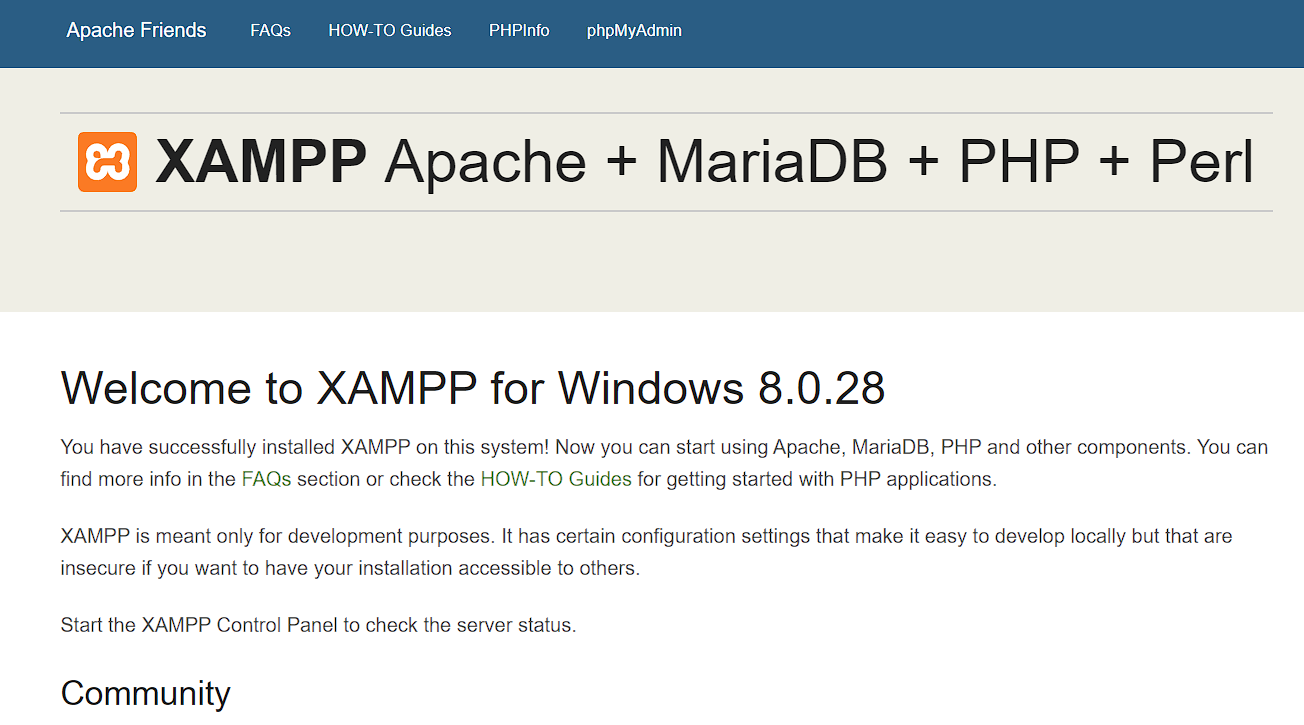 Apache Friends FAQs HOW-TO Guides PHPInfo phpMyAdmin
XAMPP Apache + MariaDB + PHP + Perl
Welcome to XAMPP for Windows 8.0.28
You have successfully installed XAMPP on this system! Now you can start using Apache, MariaDB, PHP and other components. You can
find more info in the FAQs section or check the HOW-TO Guides for getting started with PHP applications.
XAMPP is meant only for development purposes. It has certain configuration settings that make it easy to develop locally but that are
insecure if you want to have your installation accessible to others.
Start the XAMPP Control Panel to check the server status.
Community